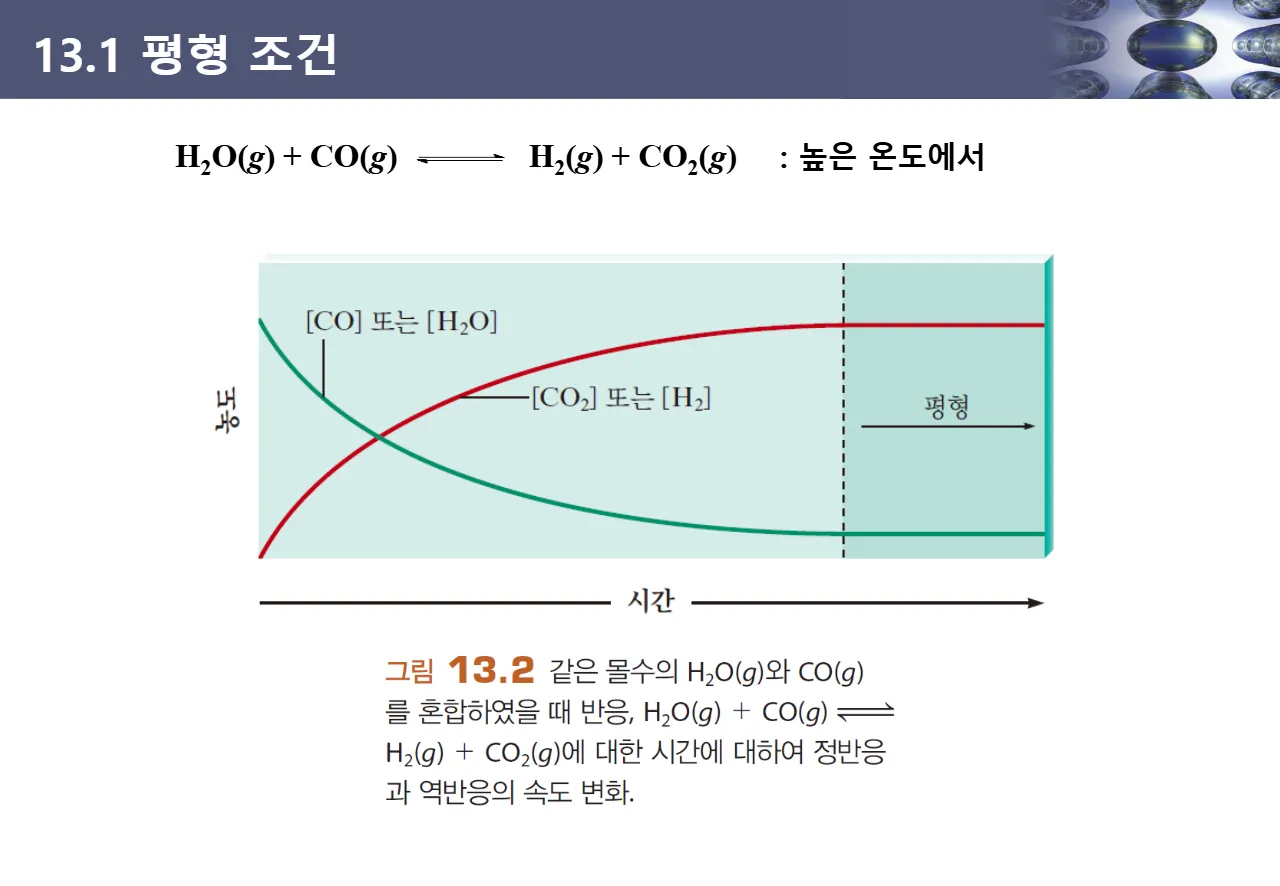 13.1 평형 조건
H₂O(g) + CO(g) ⇌ H₂(g) + CO₂(g) : 높은 온도에서
[CO] 또는 [H₂O]
[CO₂] 또는 [H₂]
평형
농도
시간
그림 13.2 같은 몰수의 H₂O(g)와 CO(g)
를 혼합하였을 때 반응, H₂O(g) + CO(g) ⇌
H₂(g) + CO₂(g)에 대한 시간에 대하여 정반응
과 역반응의 속도 변화.